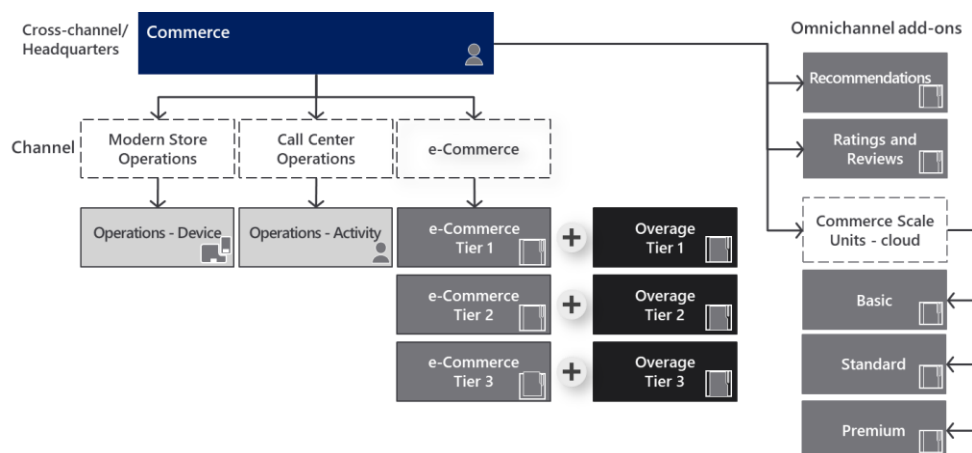 Cross-channel/
Headquarters
Commerce
Omnichannel add-ons
Recommendations
Channel
Modern Store
Operations
Call Center
Operations
e-Commerce
Ratings and
Reviews
Operations - Device
Operations - Activity
e-Commerce
Tier 1
+
Overage
Tier 1
Commerce Scale
Units - cloud
e-Commerce
Tier 2
+
Overage
Tier 2
Basic
e-Commerce
Tier 3
+
Overage
Tier 3
Standard
Premium